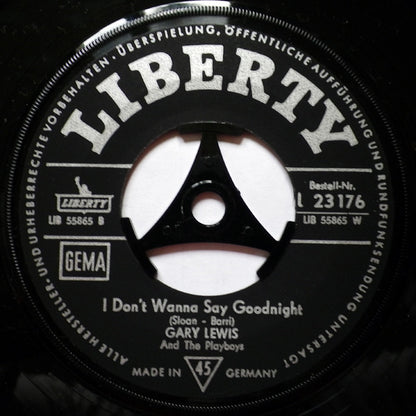 ALLE HERSTELLER- UND URHEBERRECHTE VORBEHALTEN · ÜBERSPIELUNG, ÖFFENTLICHE AUFFÜHRUNG UND RUNDFUNKSENDUNG UNTERSAGT
LIBERTY
LIBERTY
LIB 55865 B
GEMA
Bestell-Nr.
L 23176
LIB 55865 W
I Don't Wanna Say Goodnight
(Sloan - Barri)
GARY LEWIS
And The Playboys
MADE IN 45 GERMANY